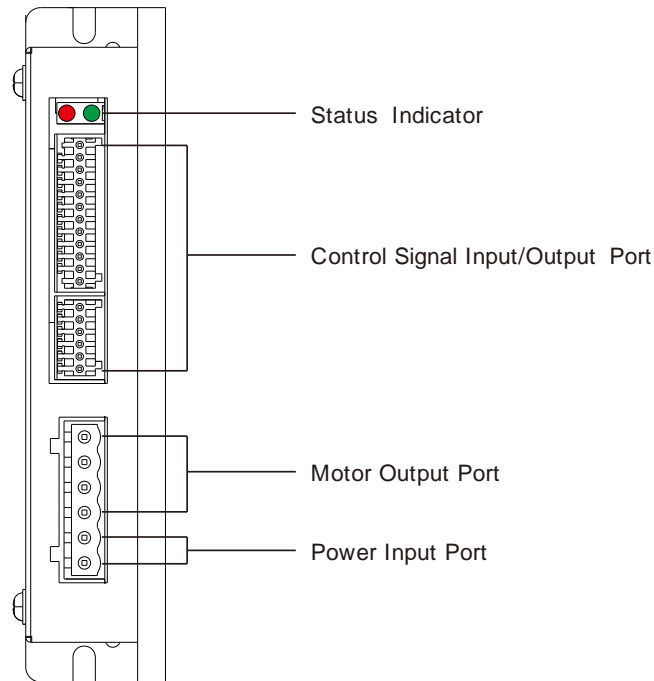 Status Indicator
Control Signal Input/Output Port
Motor Output Port
Power Input Port